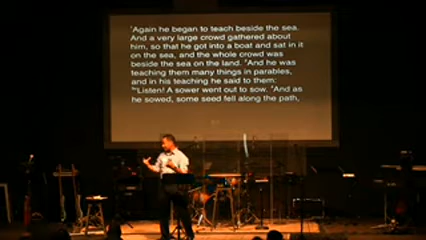 ¹Again he began to teach beside the sea.
And a very large crowd gathered about
him, so that he got into a boat and sat in it
on the sea, and the whole crowd was
beside the sea on the land. ²And he was
teaching them many things in parables,
and in his teaching he said to them:
³"Listen! A sower went out to sow. ⁴And as
he sowed, some seed fell along the path,